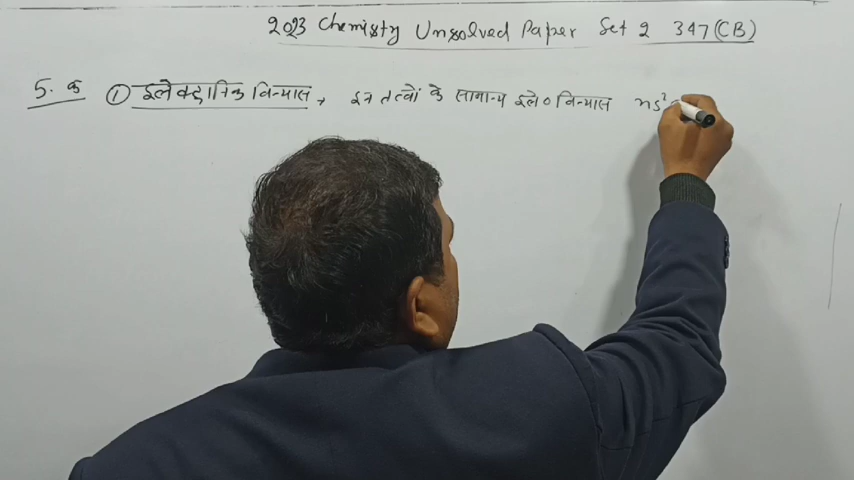 2023 Chemistry Unsolved Paper Set 2 347(CB)
5. क ① इलेक्ट्रानिक विन्यास, इन तत्वों के सामान्य इले० विन्यास ns²